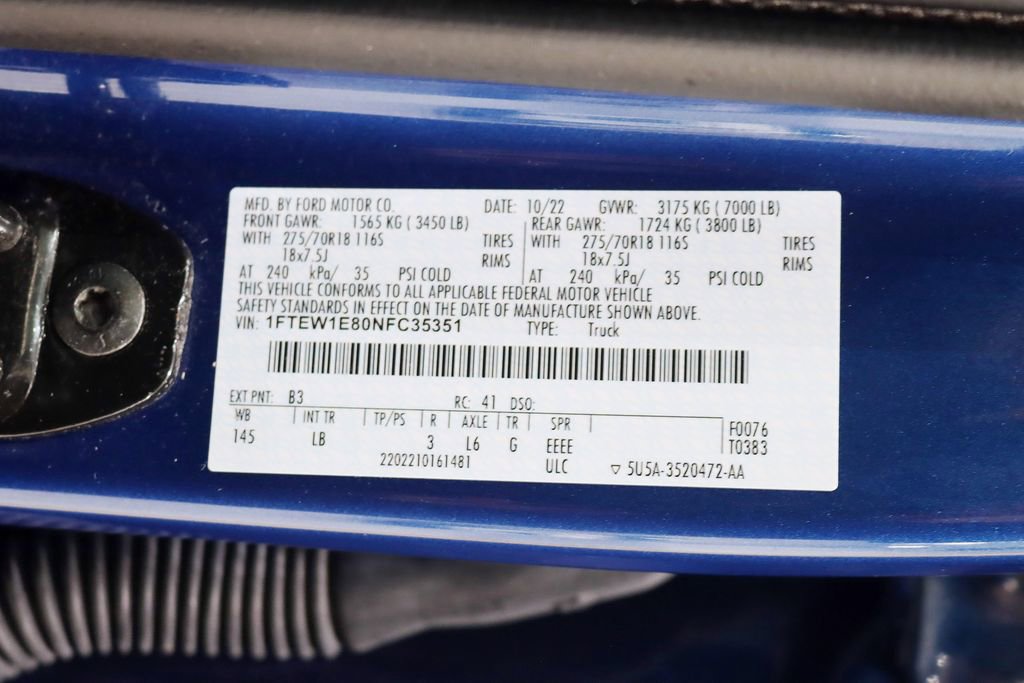 MFD. BY FORD MOTOR CO. DATE: 10/22 GVWR: 3175 KG ( 7000 LB)
FRONT GAWR: 1565 KG ( 3450 LB) REAR GAWR: 1724 KG ( 3800 LB)
WITH 275/70R18 116S TIRES WITH 275/70R18 116S TIRES
18x7.5J RIMS 18x7.5J RIMS
AT 240 kPa/ 35 PSI COLD AT 240 kPa/ 35 PSI COLD
THIS VEHICLE CONFORMS TO ALL APPLICABLE FEDERAL MOTOR VEHICLE
SAFETY STANDARDS IN EFFECT ON THE DATE OF MANUFACTURE SHOWN ABOVE.
VIN: 1FTEW1E80NFC35351 TYPE: Truck
EXT PNT: B3 RC: 41 DSO:
WB INT TR TP/PS R AXLE TR SPR F0076
145 LB 3 L6 G EEEE T0383
2202210161481 ULC ▽ 5U5A-3520472-AA